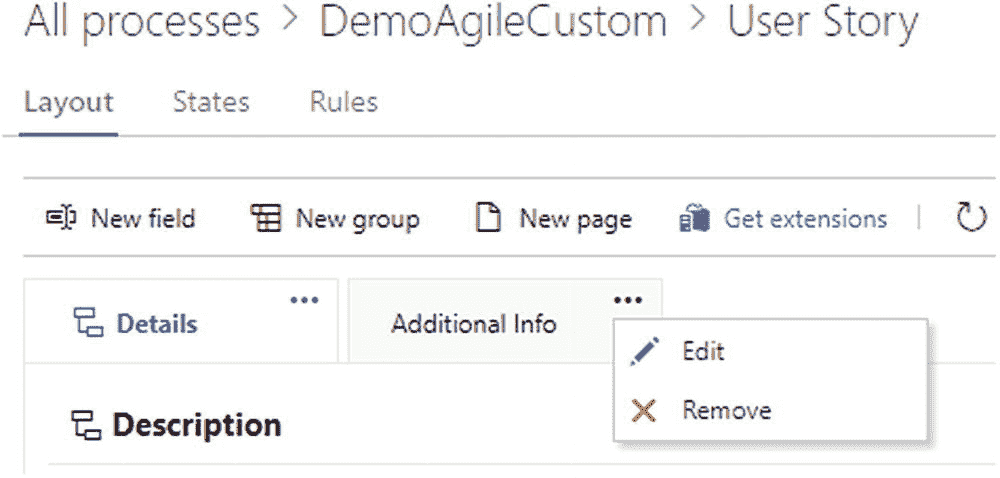 All processes > DemoAgileCustom > User Story
Layout States Rules
New field New group New page Get extensions
Details ... Additional Info ...
Edit
Remove
Description